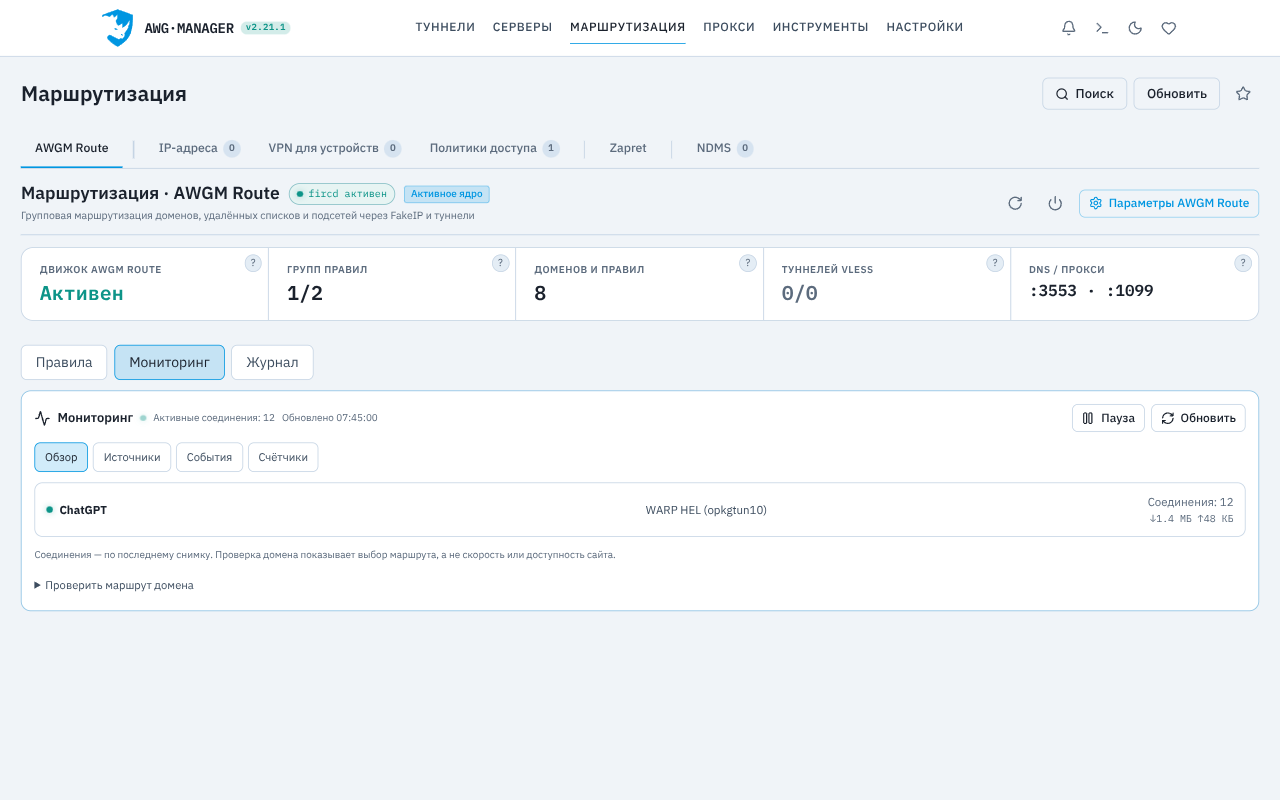 AWG·MANAGER v2.21.1 ТУННЕЛИ СЕРВЕРЫ МАРШРУТИЗАЦИЯ ПРОКСИ ИНСТРУМЕНТЫ НАСТРОЙКИ
Маршрутизация Поиск Обновить
AWGM Route IP-адреса 0 VPN для устройств 0 Политики доступа 1 Zapret NDMS 0
Маршрутизация · AWGM Route fircd активен Активное ядро
Групповая маршрутизация доменов, удалённых списков и подсетей через FakeIP и туннели
Параметры AWGM Route
ДВИЖОК AWGM ROUTE ?
Активен
ГРУПП ПРАВИЛ ?
1/2
ДОМЕНОВ И ПРАВИЛ ?
8
ТУННЕЛЕЙ VLESS ?
0/0
DNS / ПРОКСИ ?
:3553 · :1099
Правила Мониторинг Журнал
Мониторинг Активные соединения: 12 Обновлено 07:45:00 Пауза Обновить
Обзор Источники События Счётчики
ChatGPT WARP HEL (opkgtun10) Соединения: 12
↓1.4 МБ ↑48 КБ
Соединения — по последнему снимку. Проверка домена показывает выбор маршрута, а не скорость или доступность сайта.
Проверить маршрут домена